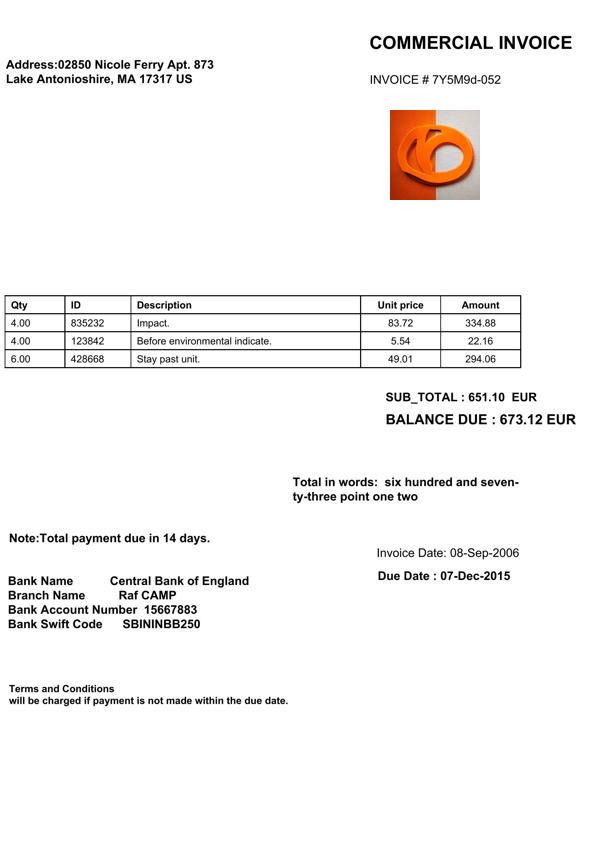 COMMERCIAL INVOICE
Address:02850 Nicole Ferry Apt. 873
Lake Antonioshire, MA 17317 US
INVOICE # 7Y5M9d-052
Qty ID Description Unit price Amount
4.00 835232 Impact. 83.72 334.88
4.00 123842 Before environmental indicate. 5.54 22.16
6.00 428668 Stay past unit. 49.01 294.06
SUB_TOTAL : 651.10 EUR
BALANCE DUE : 673.12 EUR
Total in words: six hundred and seven-
ty-three point one two
Note:Total payment due in 14 days.
Invoice Date: 08-Sep-2006
Due Date : 07-Dec-2015
Bank Name Central Bank of England
Branch Name Raf CAMP
Bank Account Number 15667883
Bank Swift Code SBININBB250
Terms and Conditions
will be charged if payment is not made within the due date.